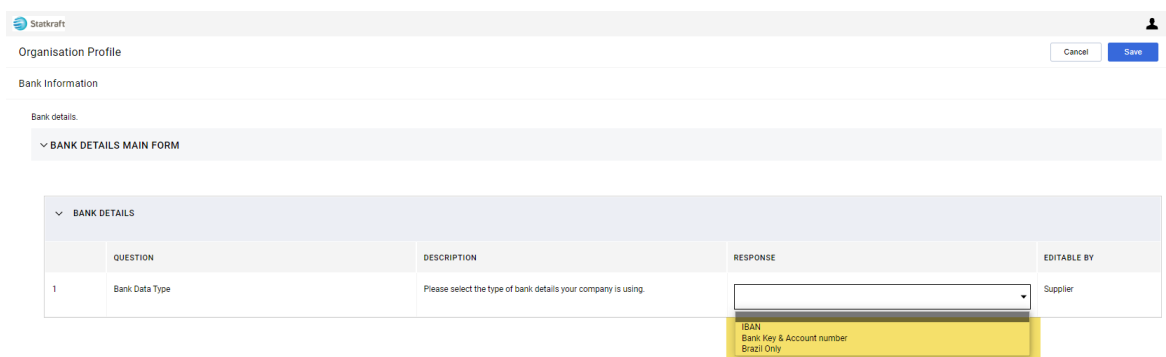 Statkraft
Organisation Profile
Cancel
Save
Bank Information
Bank details.
BANK DETAILS MAIN FORM
BANK DETAILS
QUESTION DESCRIPTION RESPONSE EDITABLE BY
1 Bank Data Type Please select the type of bank details your company is using. Supplier
IBAN
Bank Key & Account number
Brazil Only